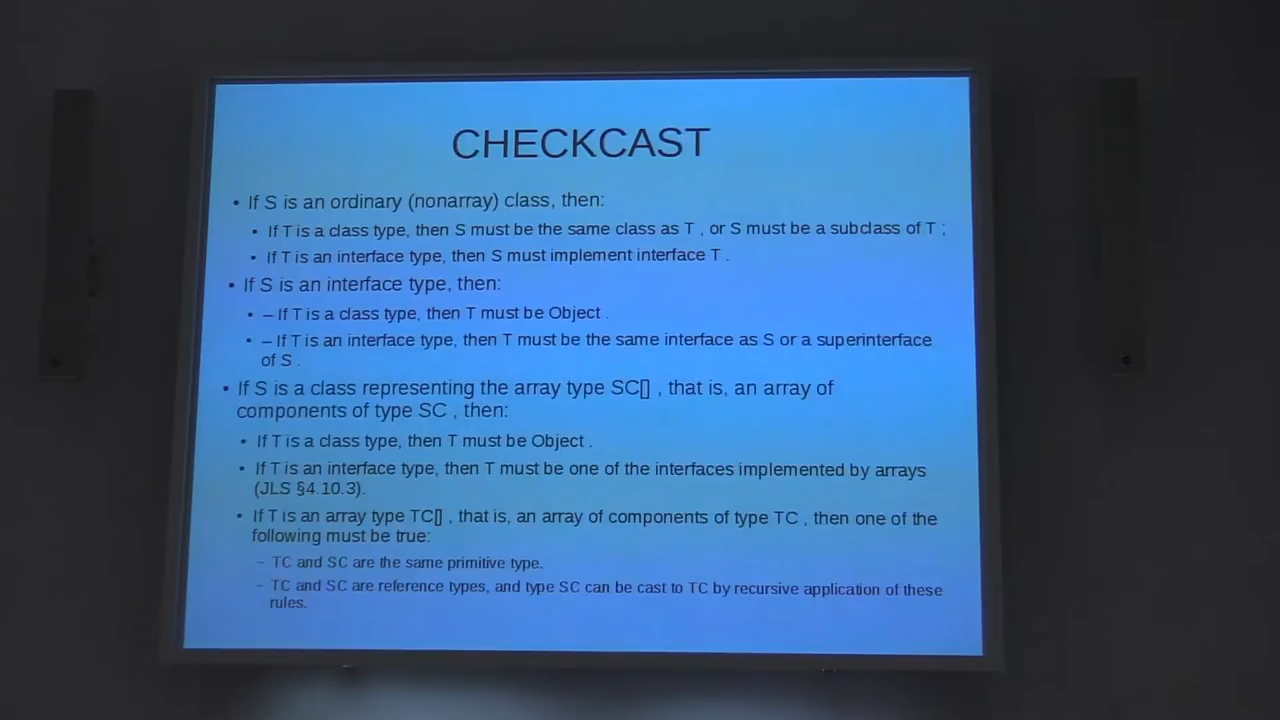 CHECKCAST
• If S is an ordinary (nonarray) class, then:
• If T is a class type, then S must be the same class as T , or S must be a subclass of T ;
• If T is an interface type, then S must implement interface T .
• If S is an interface type, then:
• – If T is a class type, then T must be Object .
• – If T is an interface type, then T must be the same interface as S or a superinterface
of S .
• If S is a class representing the array type SC[] , that is, an array of
components of type SC , then:
• If T is a class type, then T must be Object .
• If T is an interface type, then T must be one of the interfaces implemented by arrays
(JLS §4.10.3).
• If T is an array type TC[] , that is, an array of components of type TC , then one of the
following must be true:
– TC and SC are the same primitive type.
– TC and SC are reference types, and type SC can be cast to TC by recursive application of these
rules.